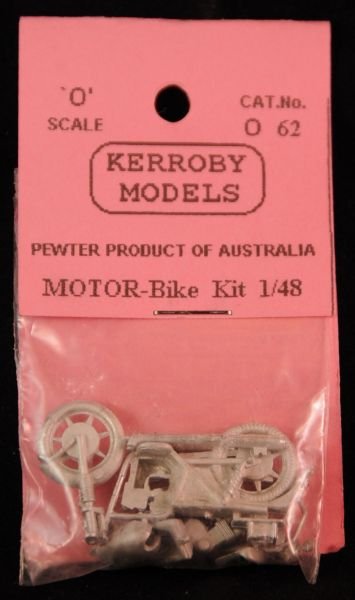 'O'
SCALE
CAT.No.
O 62
KERROBY
MODELS
PEWTER PRODUCT OF AUSTRALIA
MOTOR-Bike Kit 1/48